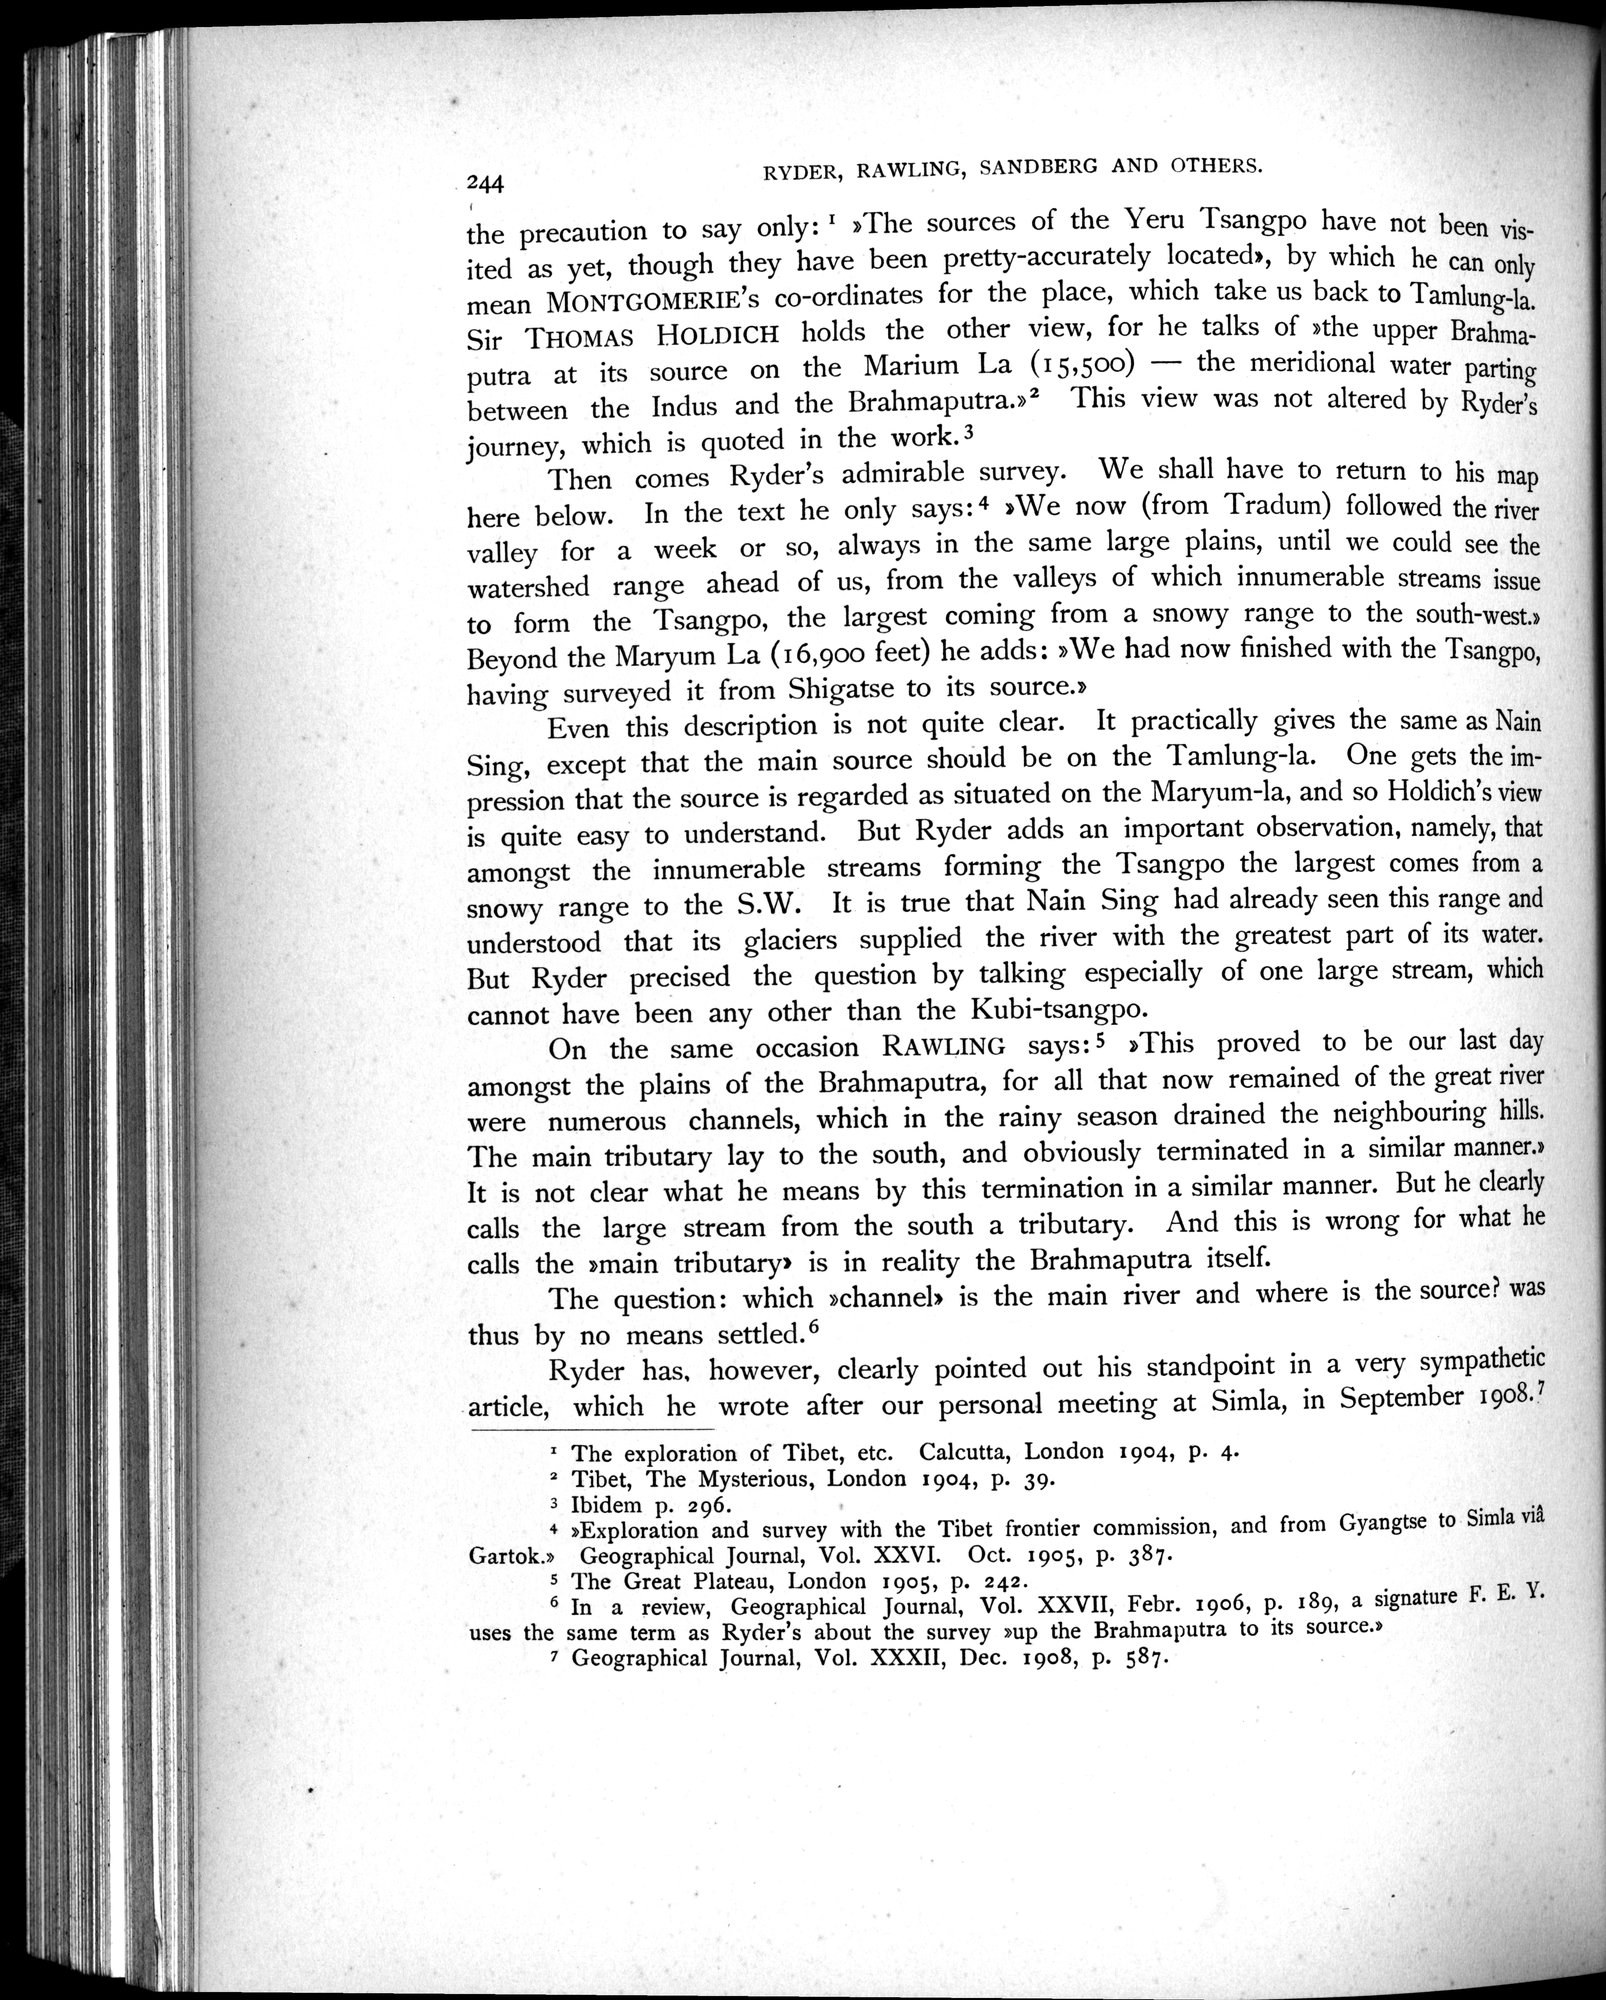 244
RYDER, RAWLING, SANDBERG AND OTHERS.
the precaution to say only: ¹ »The sources of the Yeru Tsangpo have not been vis-
ited as yet, though they have been pretty-accurately located», by which he can only
mean MONTGOMERIE's co-ordinates for the place, which take us back to Tamlung-la.
Sir THOMAS HOLDICH holds the other view, for he talks of »the upper Brahma-
putra at its source on the Marium La (15,500) — the meridional water parting
between the Indus and the Brahmaputra.»² This view was not altered by Ryder's
journey, which is quoted in the work.³
Then comes Ryder's admirable survey. We shall have to return to his map
here below. In the text he only says:⁴ »We now (from Tradum) followed the river
valley for a week or so, always in the same large plains, until we could see the
watershed range ahead of us, from the valleys of which innumerable streams issue
to form the Tsangpo, the largest coming from a snowy range to the south-west.»
Beyond the Maryum La (16,900 feet) he adds: »We had now finished with the Tsangpo,
having surveyed it from Shigatse to its source.»
Even this description is not quite clear. It practically gives the same as Nain
Sing, except that the main source should be on the Tamlung-la. One gets the im-
pression that the source is regarded as situated on the Maryum-la, and so Holdich's view
is quite easy to understand. But Ryder adds an important observation, namely, that
amongst the innumerable streams forming the Tsangpo the largest comes from a
snowy range to the S.W. It is true that Nain Sing had already seen this range and
understood that its glaciers supplied the river with the greatest part of its water.
But Ryder precised the question by talking especially of one large stream, which
cannot have been any other than the Kubi-tsangpo.
On the same occasion RAWLING says:⁵ »This proved to be our last day
amongst the plains of the Brahmaputra, for all that now remained of the great river
were numerous channels, which in the rainy season drained the neighbouring hills.
The main tributary lay to the south, and obviously terminated in a similar manner.»
It is not clear what he means by this termination in a similar manner. But he clearly
calls the large stream from the south a tributary. And this is wrong for what he
calls the »main tributary» is in reality the Brahmaputra itself.
The question: which »channel» is the main river and where is the source? was
thus by no means settled.⁶
Ryder has, however, clearly pointed out his standpoint in a very sympathetic
article, which he wrote after our personal meeting at Simla, in September 1908.⁷
¹ The exploration of Tibet, etc. Calcutta, London 1904, p. 4.
² Tibet, The Mysterious, London 1904, p. 39.
³ Ibidem p. 296.
⁴ »Exploration and survey with the Tibet frontier commission, and from Gyangtse to Simla viâ
Gartok.» Geographical Journal, Vol. XXVI. Oct. 1905, p. 387.
⁵ The Great Plateau, London 1905, p. 242.
⁶ In a review, Geographical Journal, Vol. XXVII, Febr. 1906, p. 189, a signature F. E. Y.
uses the same term as Ryder's about the survey »up the Brahmaputra to its source.»
⁷ Geographical Journal, Vol. XXXII, Dec. 1908, p. 587.